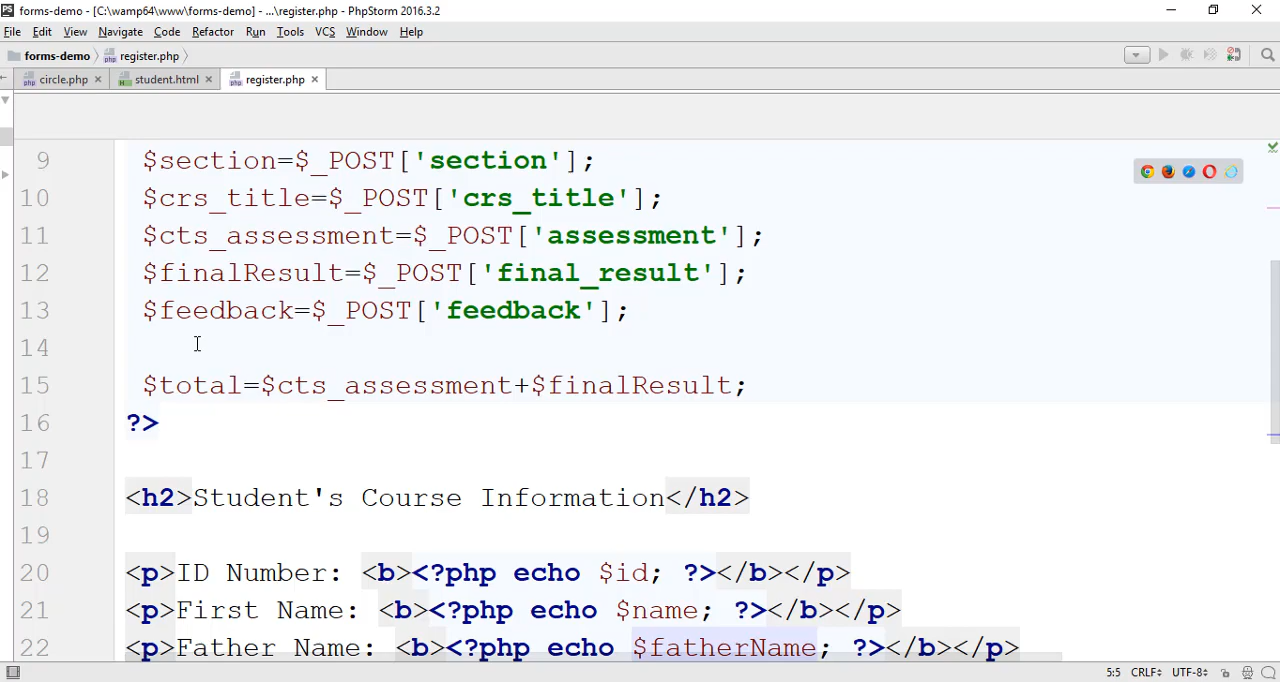 PS forms-demo - [C:\wamp64\www\forms-demo] - ...\register.php - PhpStorm 2016.3.2
File Edit View Navigate Code Refactor Run Tools VCS Window Help
forms-demo php register.php
php circle.php × H student.html × php register.php ×
9 $section=$_POST['section'];
10 $crs_title=$_POST['crs_title'];
11 $cts_assessment=$_POST['assessment'];
12 $finalResult=$_POST['final_result'];
13 $feedback=$_POST['feedback'];
14
15 $total=$cts_assessment+$finalResult;
16 ?>
17
18 <h2>Student's Course Information</h2>
19
20 <p>ID Number: <b><?php echo $id; ?></b></p>
21 <p>First Name: <b><?php echo $name; ?></b></p>
22 <p>Father Name: <b><?php echo $fatherName; ?></b></p>
5:5 CRLF UTF-8